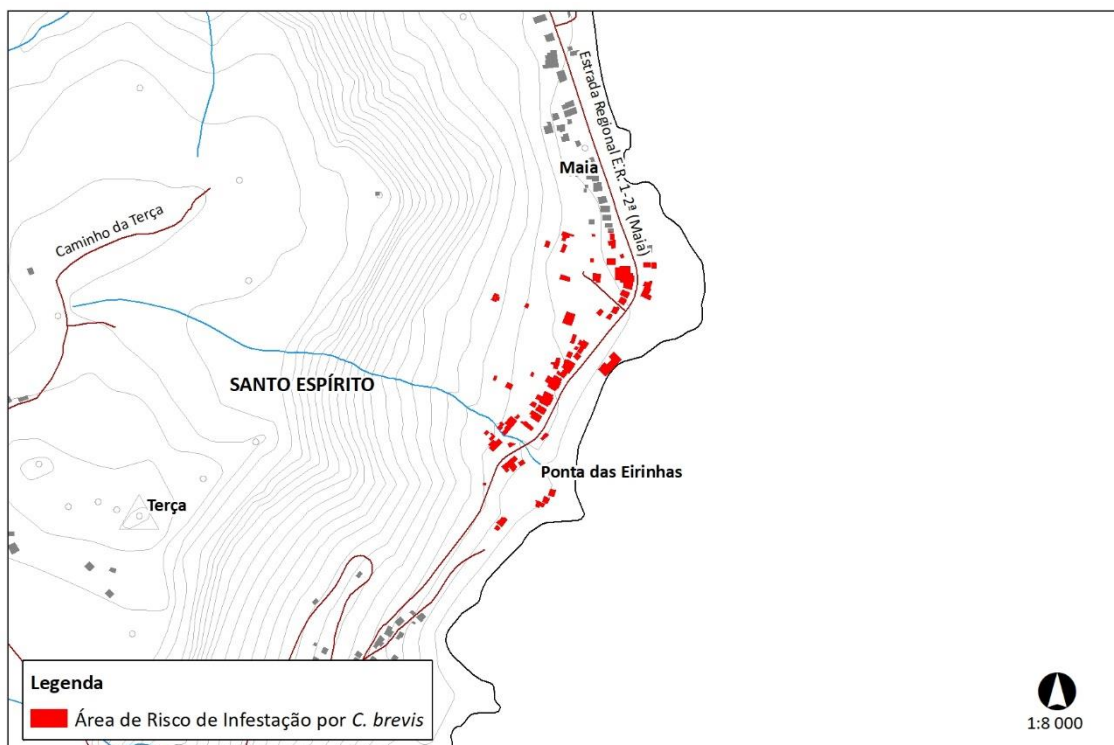 Estrada Regional E.R. 1-2ª (Maia)
Maia
Caminho da Terça
SANTO ESPÍRITO
Ponta das Eirinhas
Terça
Legenda
Área de Risco de Infestação por C. brevis
1:8 000